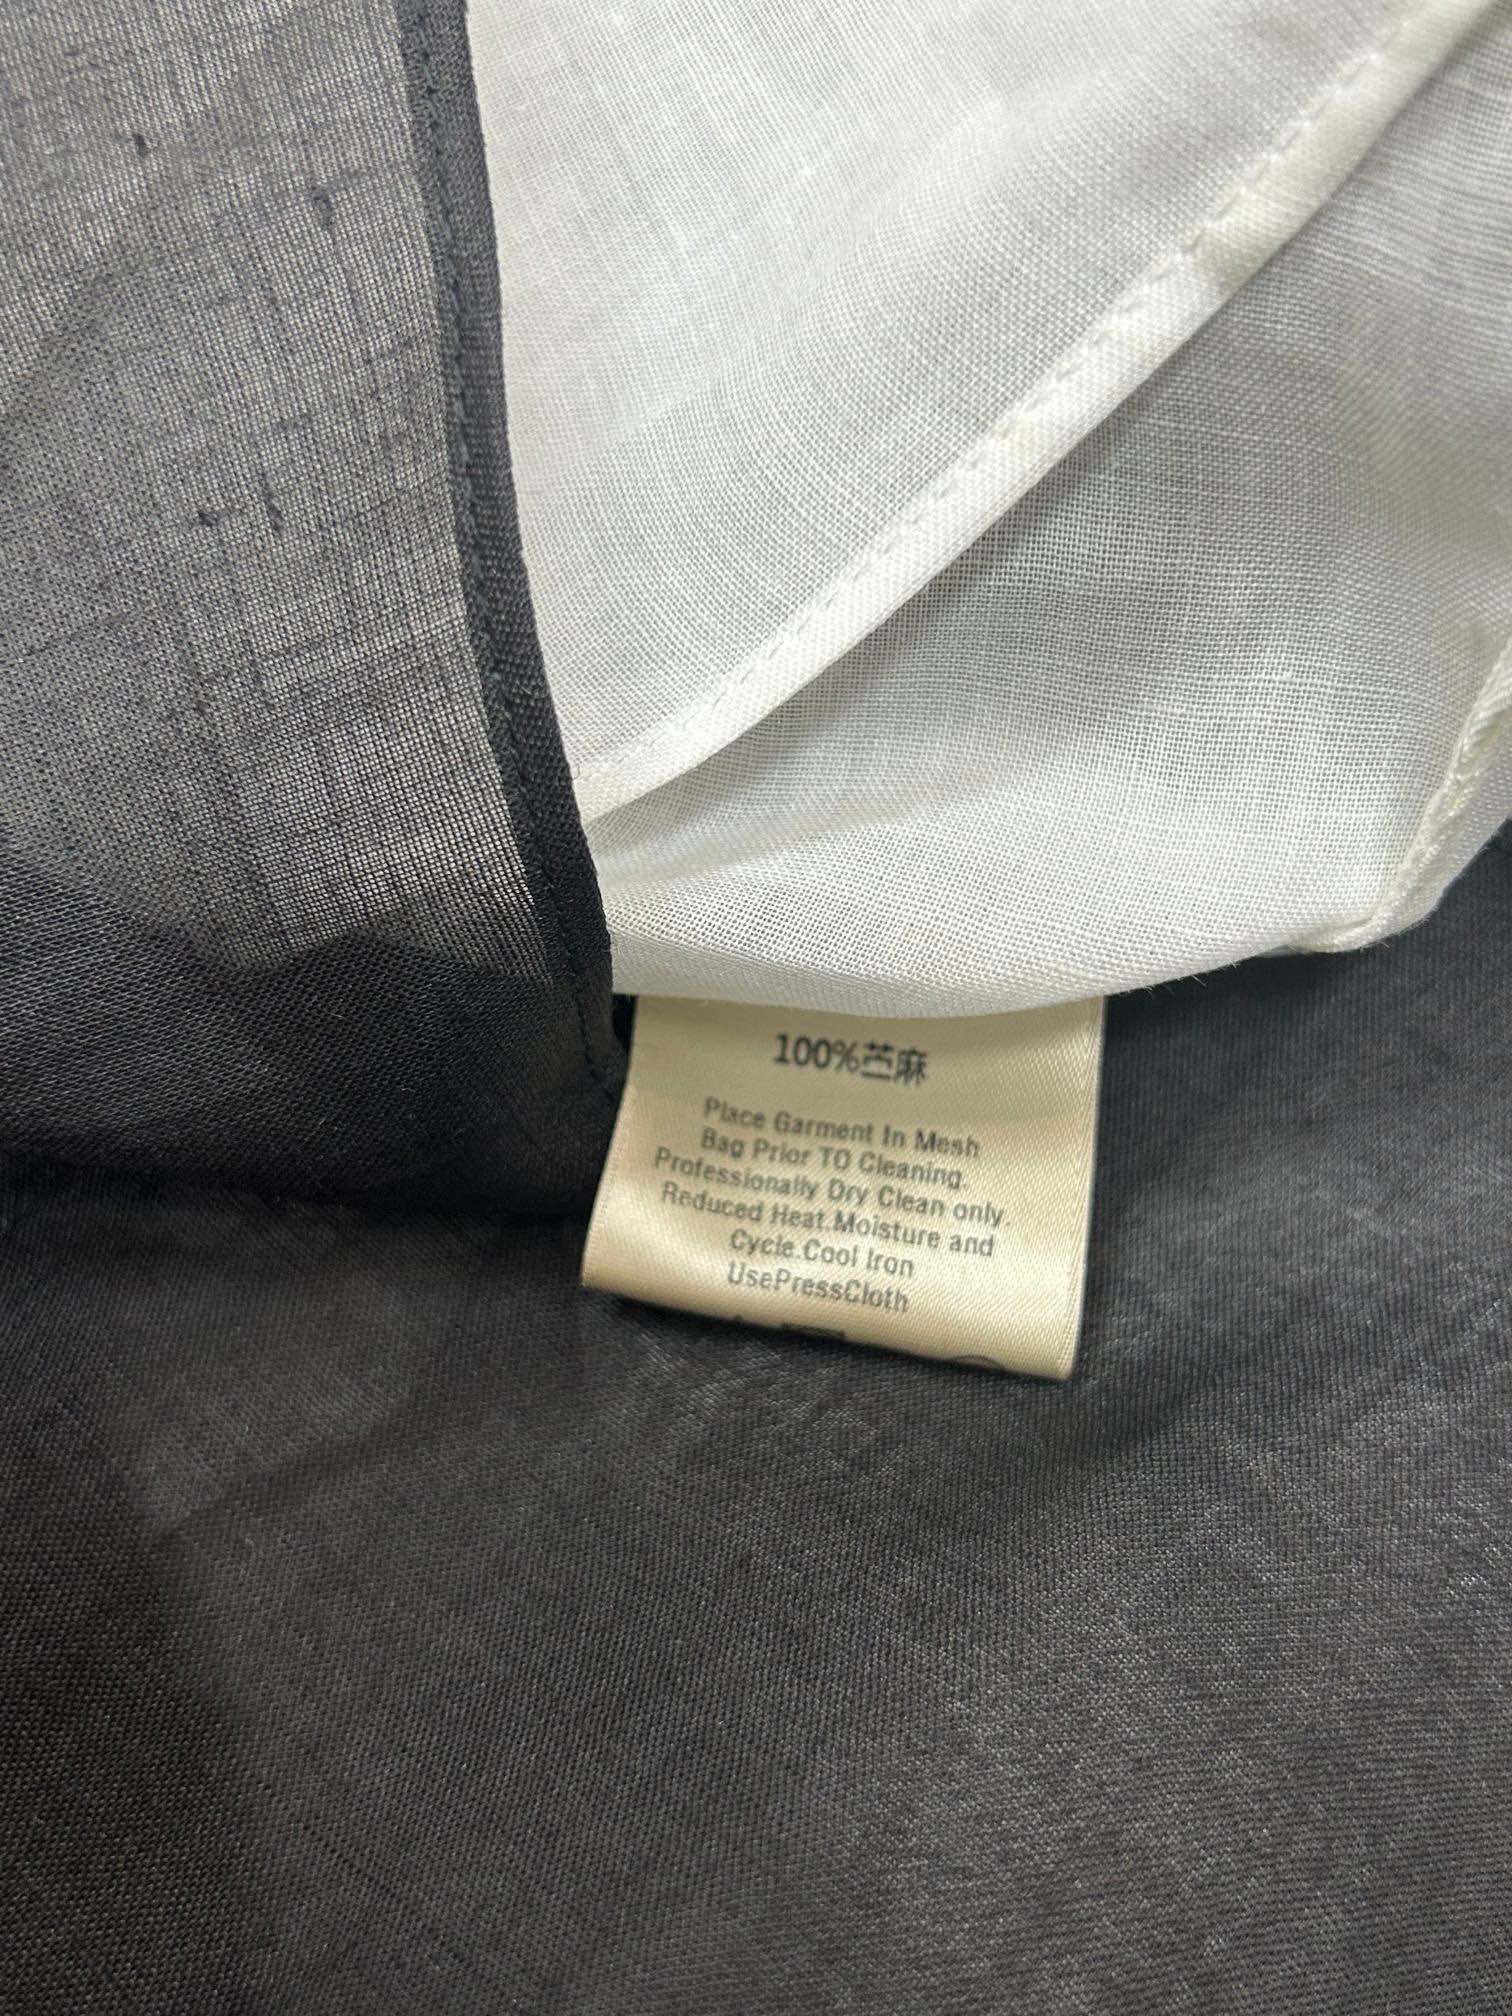 100%苎麻
Place Garment In Mesh
Bag Prior TO Cleaning.
Professionally Dry Clean only.
Reduced Heat.Moisture and
Cycle.Cool Iron
UsePressCloth